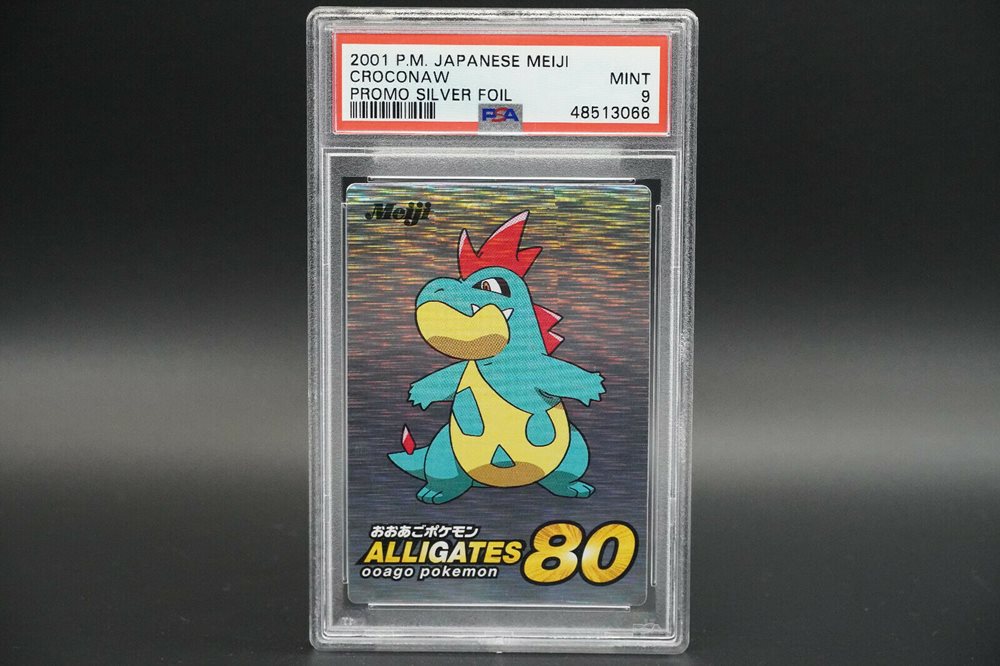 2001 P.M. JAPANESE MEIJI
CROCONAW MINT
PROMO SILVER FOIL 9
PSA 48513066
Meiji
おおあごポケモン
ALLIGATES 80
ooago pokemon